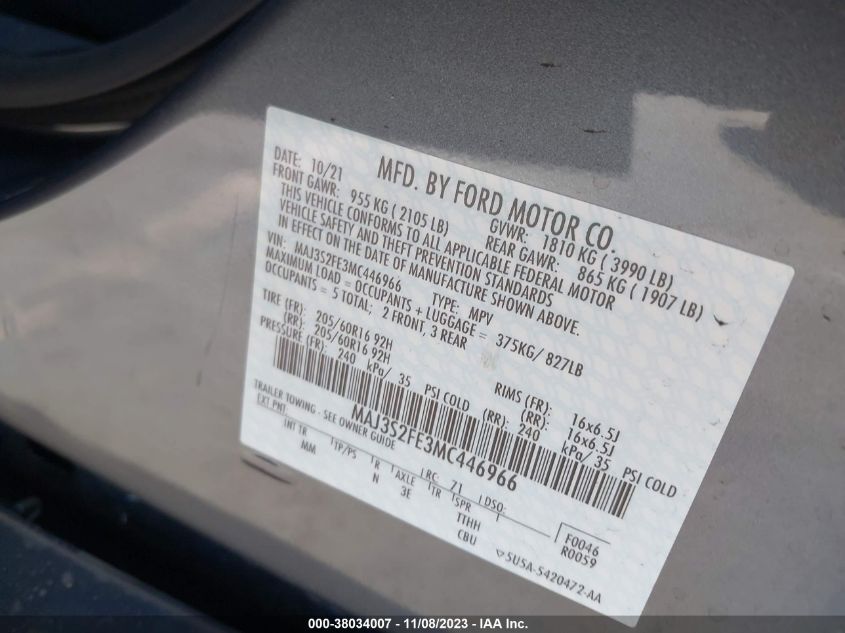 MFD. BY FORD MOTOR CO.
DATE: 10/21 GVWR: 1810 KG ( 3990 LB)
FRONT GAWR: 955 KG ( 2105 LB) REAR GAWR: 865 KG ( 1907 LB)
THIS VEHICLE CONFORMS TO ALL APPLICABLE FEDERAL MOTOR
VEHICLE SAFETY AND THEFT PREVENTION STANDARDS
IN EFFECT ON THE DATE OF MANUFACTURE SHOWN ABOVE.
VIN: MAJ3S2FE3MC446966 TYPE: MPV
MAXIMUM LOAD = OCCUPANTS + LUGGAGE = 375KG/ 827LB
OCCUPANTS = 5 TOTAL; 2 FRONT, 3 REAR
TIRE (FR): 205/60R16 92H RIMS (FR): 16x6.5J
(RR): 205/60R16 92H (RR): 16x6.5J
PRESSURE (FR): 240 kPa/ 35 PSI COLD (RR): 240 kPa/ 35 PSI COLD
MAJ3S2FE3MC446966
TRAILER TOWING - SEE OWNER GUIDE
EXT PNT: RC: 71 DSO:
INT TR TP/PS R AXLE TR SPR
MM N 3E TTHH
CBU
F0046
R0059
5U5A-5420472-AA
000-38034007 - 11/08/2023 - IAA Inc.